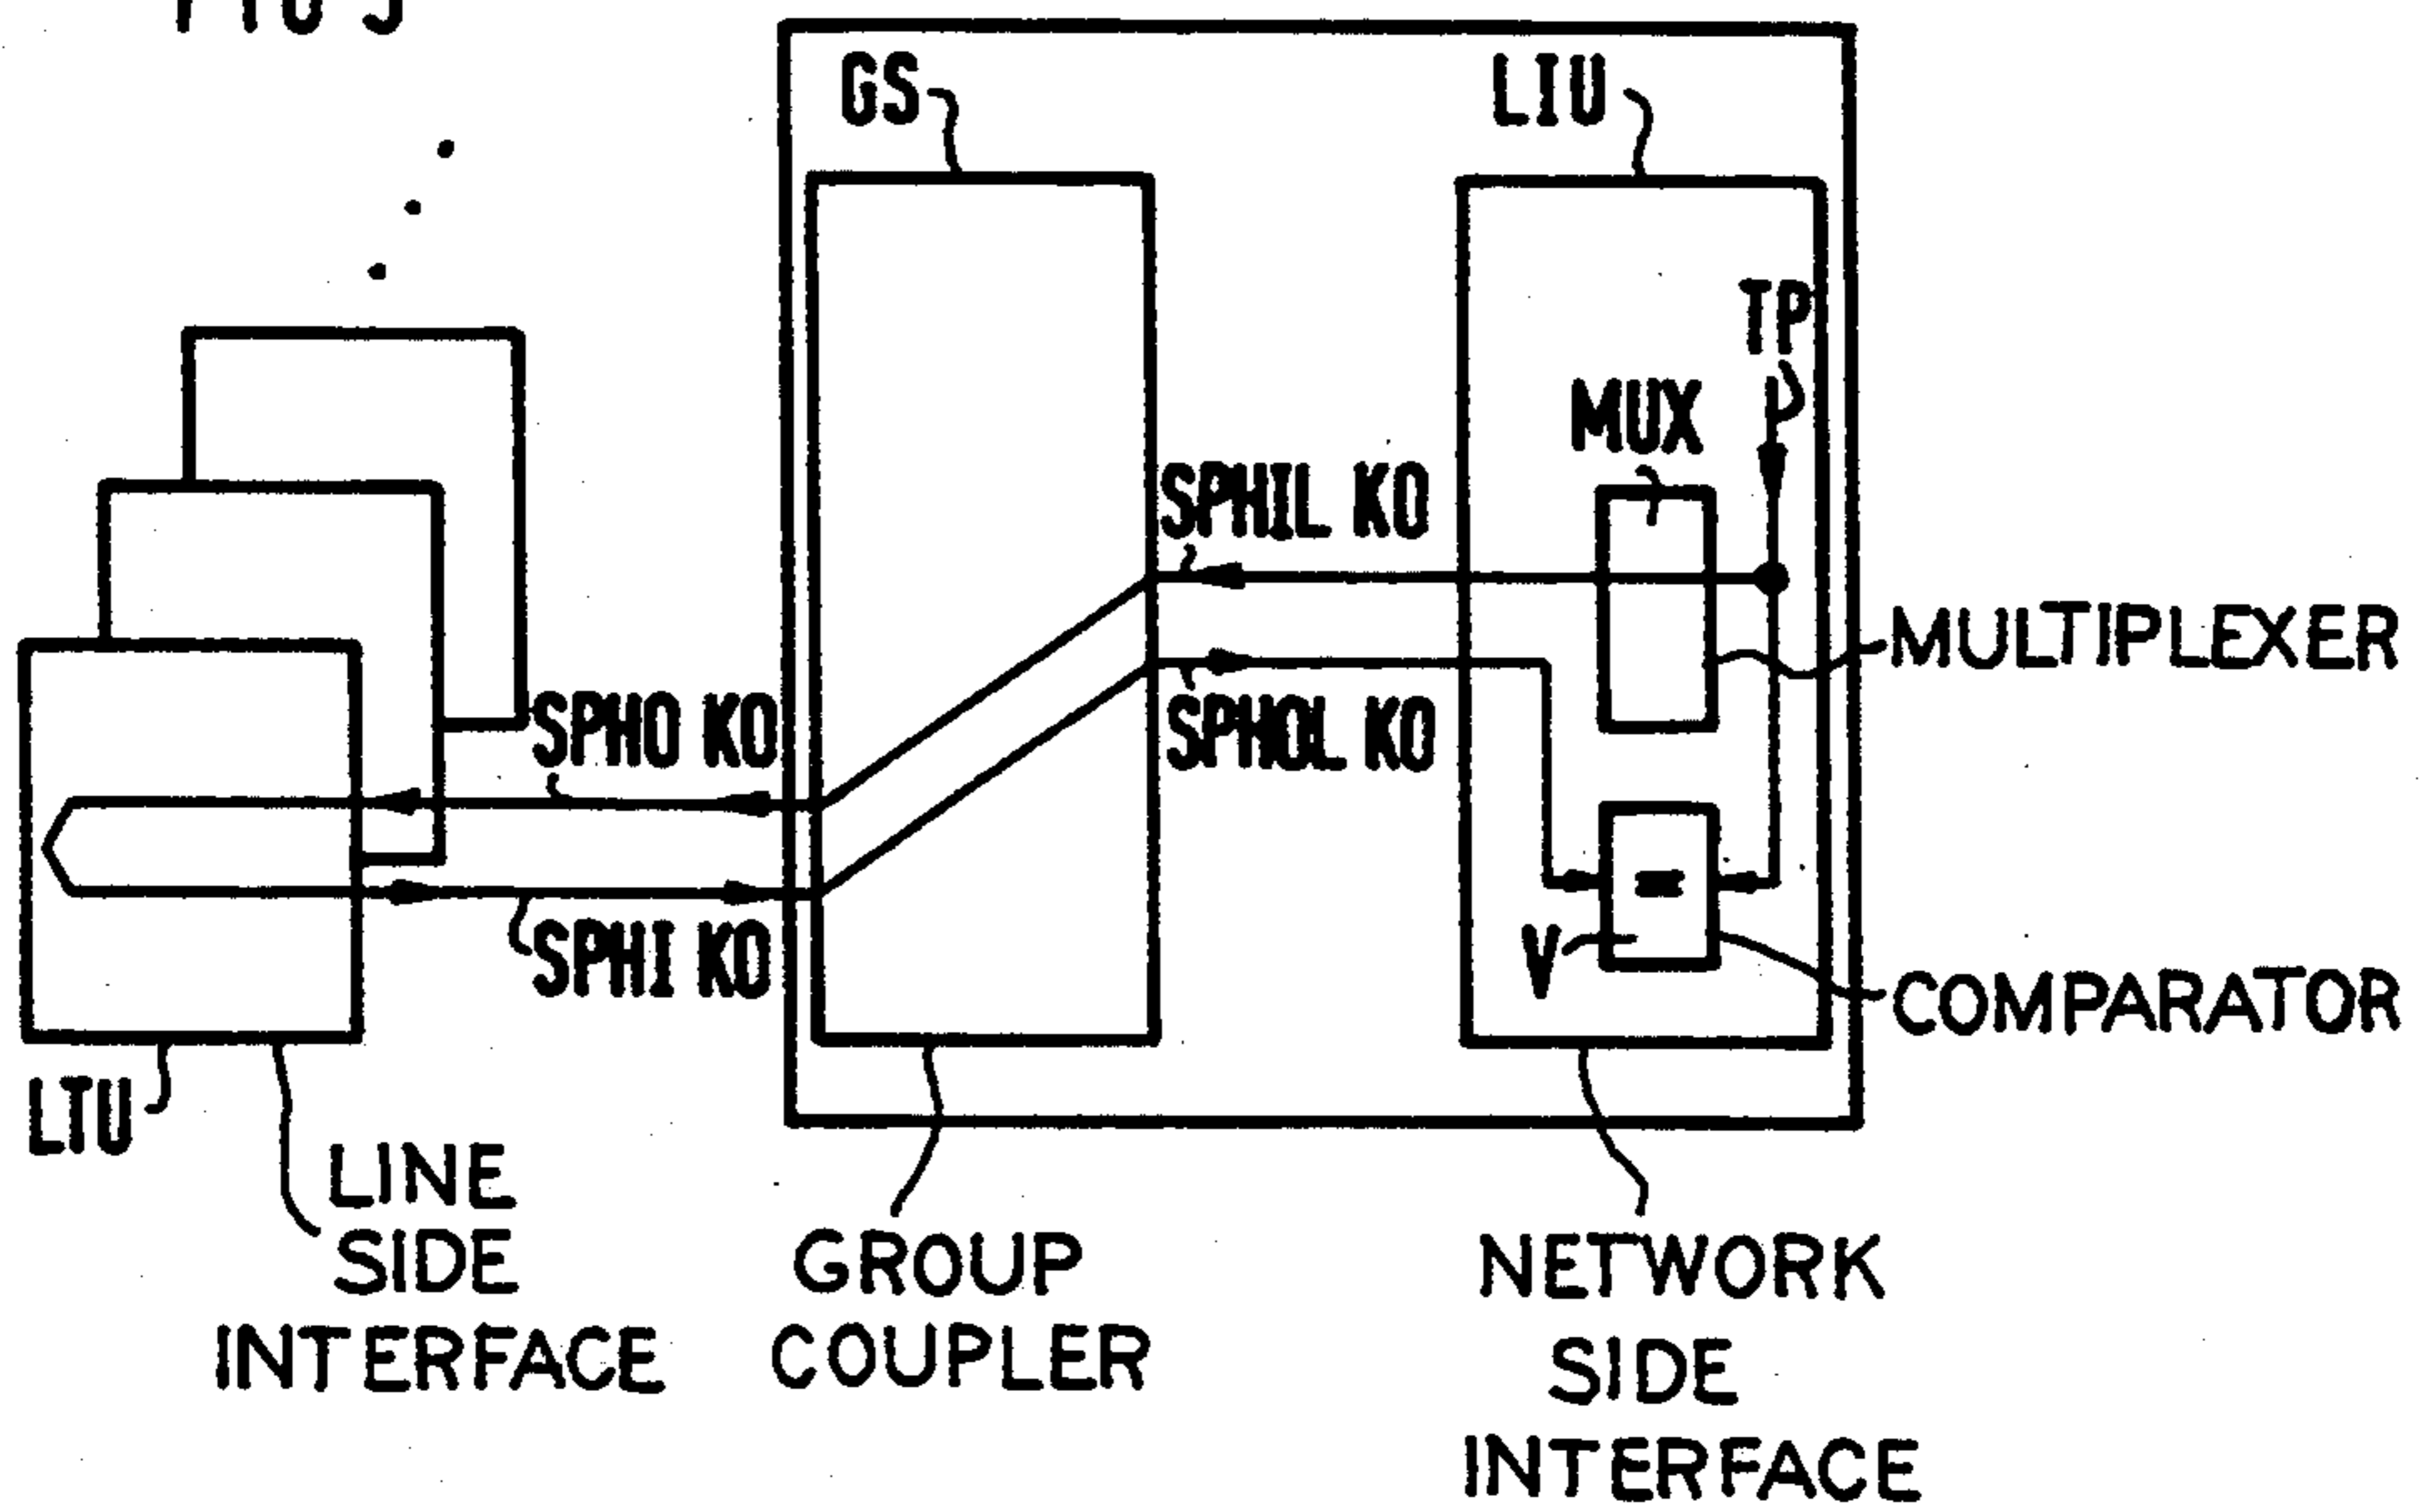 GS
LIU
TP
MUX
SPHIL KO
MULTIPLEXER
SPHO KO
SPHOL KO
SPHI KO
V
COMPARATOR
LTU
LINE
SIDE
INTERFACE
GROUP
COUPLER
NETWORK
SIDE
INTERFACE